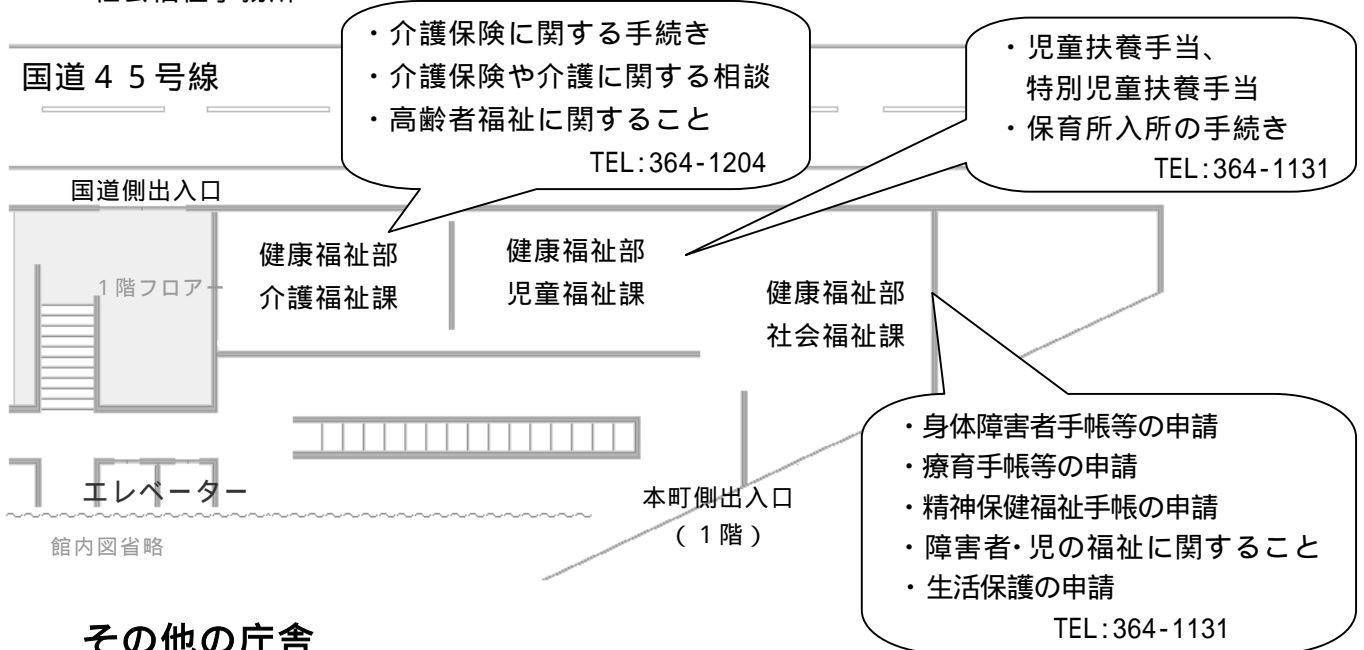 国道４５号線
・介護保険に関する手続き
・介護保険や介護に関する相談
・高齢者福祉に関すること
TEL:364-1204
・児童扶養手当、
特別児童扶養手当
・保育所入所の手続き
TEL:364-1131
国道側出入口
１階フロアー
健康福祉部
介護福祉課
健康福祉部
児童福祉課
健康福祉部
社会福祉課
エレベーター
館内図省略
本町側出入口
（１階）
・身体障害者手帳等の申請
・療育手帳等の申請
・精神保健福祉手帳の申請
・障害者・児の福祉に関すること
・生活保護の申請
TEL:364-1131
その他の庁舎